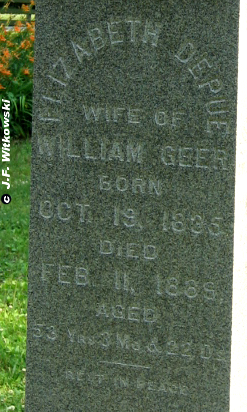 ELIZABETH DEPUE
WIFE OF
WILLIAM GEER
BORN
OCT. 19, 1835
DIED
FEB. 11, 1889,
AGED
53 Yrs 3 Ms & 22 Ds
REST IN PEACE
© J.F. Witkowski